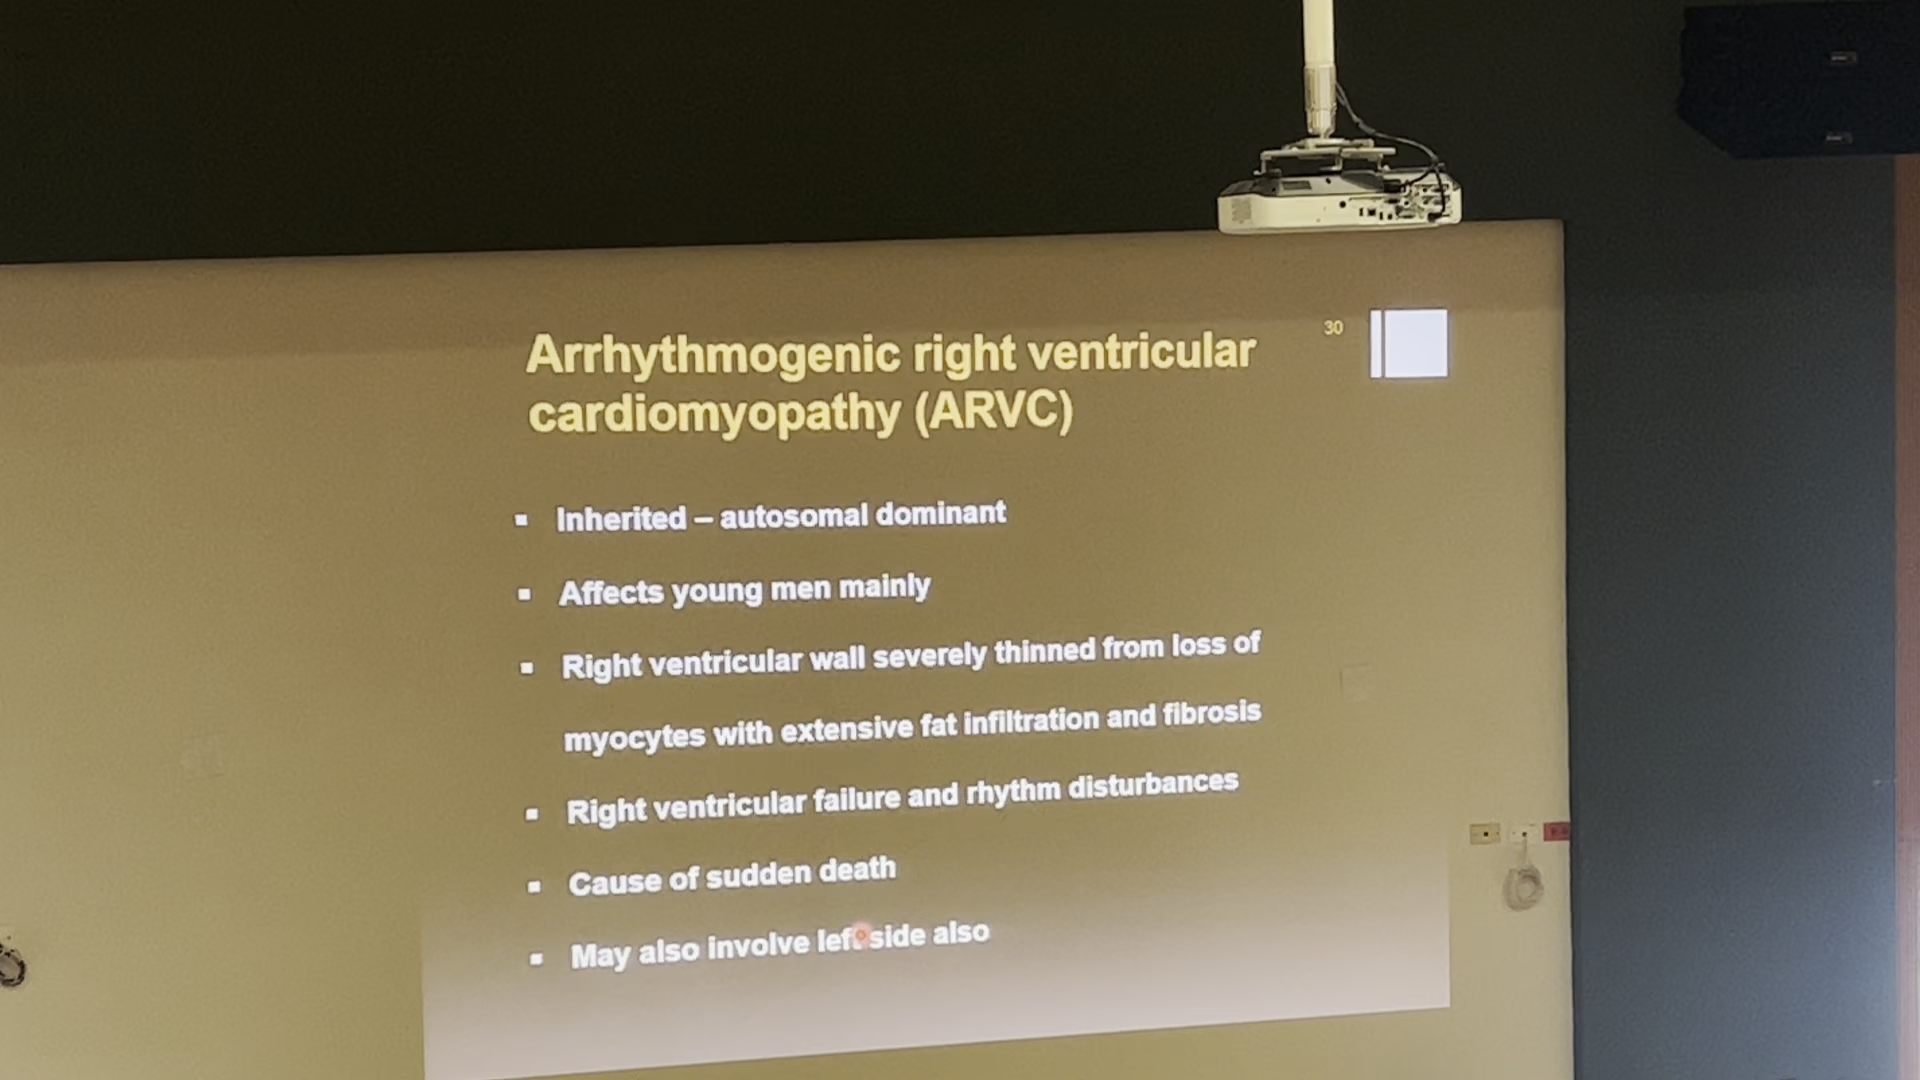 30
Arrhythmogenic right ventricular
cardiomyopathy (ARVC)
▪ Inherited – autosomal dominant
▪ Affects young men mainly
▪ Right ventricular wall severely thinned from loss of
myocytes with extensive fat infiltration and fibrosis
▪ Right ventricular failure and rhythm disturbances
▪ Cause of sudden death
▪ May also involve left side also